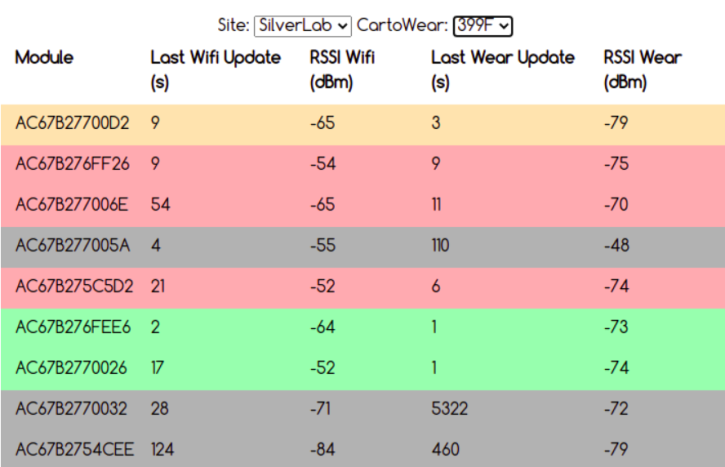 Site: SilverLab CartoWear: 399F
Module Last Wifi Update (s) RSSI Wifi (dBm) Last Wear Update (s) RSSI Wear (dBm)
AC67B27700D2 9 -65 3 -79
AC67B276FF26 9 -54 9 -75
AC67B277006E 54 -65 11 -70
AC67B277005A 4 -55 110 -48
AC67B275C5D2 21 -52 6 -74
AC67B276FEE6 2 -64 1 -73
AC67B2770026 17 -52 1 -74
AC67B2770032 28 -71 5322 -72
AC67B2754CEE 124 -84 460 -79